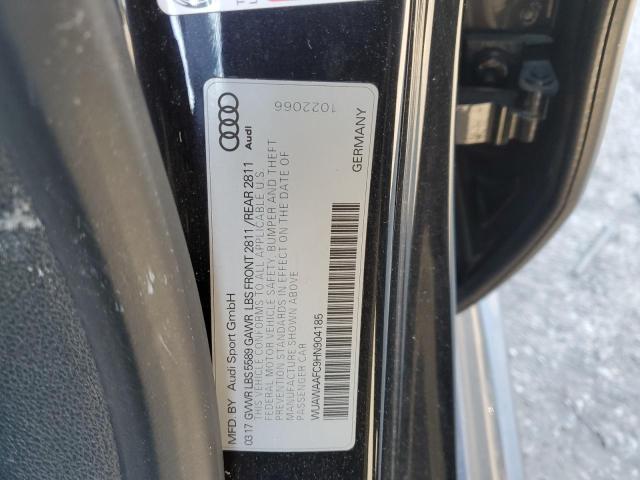 MFD. BY Audi Sport GmbH
Audi
1022066
03 17 GVWR LBS 5589 GAWR LBS FRONT 2811 / REAR 2811
THIS VEHICLE CONFORMS TO ALL APPLICABLE U.S.
FEDERAL MOTOR VEHICLE SAFETY, BUMPER AND THEFT
PREVENTION STANDARDS IN EFFECT ON THE DATE OF
MANUFACTURE SHOWN ABOVE
PASSENGER CAR
GERMANY
WUAWAAFC9HN904185